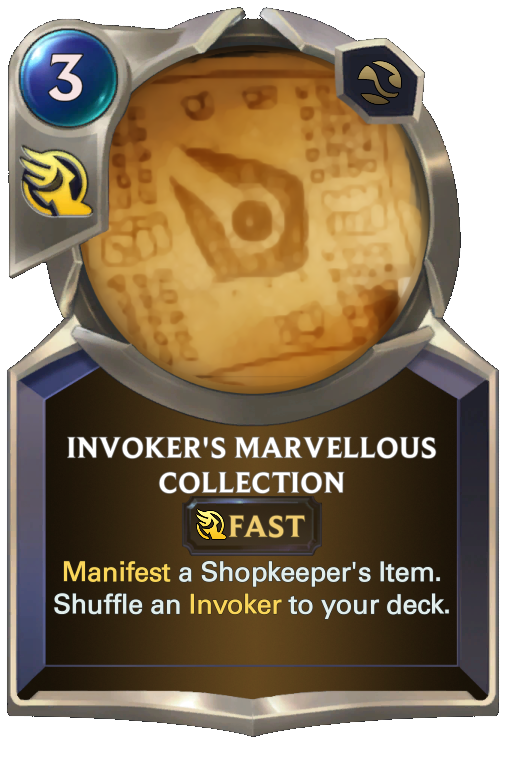 3
INVOKER'S MARVELLOUS
COLLECTION
FAST
Manifest a Shopkeeper's Item.
Shuffle an Invoker to your deck.